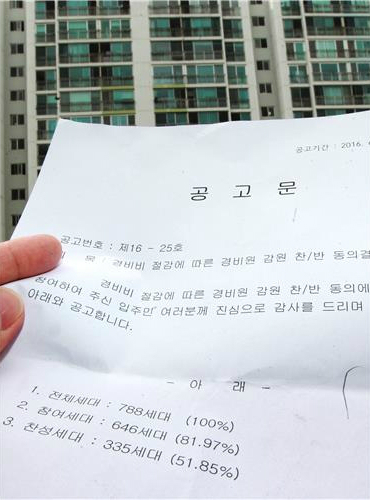 공고기간 : 2016.
공 고 문
공고번호 : 제16 - 25호
목 : 경비비 절감에 따른 경비원 감원 찬/반 동의결
경비비 절감에 따른 경비원 감원 찬/반 동의에
참여하여 주신 입주민 여러분께 진심으로 감사를 드리며
아래와 공고합니다.
- 아 래 -
1. 전체세대 : 788세대 (100%)
2. 참여세대 : 646세대 (81.97%)
3. 찬성세대 : 335세대 (51.85%)